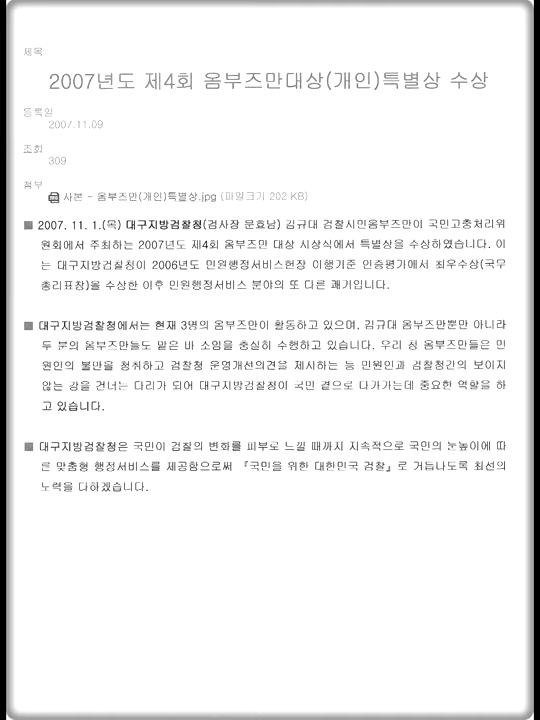 제목
2007년도 제4회 옴부즈만대상(개인)특별상 수상
등록일
2007.11.09
조회
309
첨부
사본 - 옴부즈만(개인)특별상.jpg (파일크기 202 KB)
■ 2007. 11. 1.(목) 대구지방검찰청(검사장 문효남) 김규대 검찰시민옴부즈만이 국민고충처리위
원회에서 주최하는 2007년도 제4회 옴부즈만 대상 시상식에서 특별상을 수상하였습니다. 이
는 대구지방검찰청이 2006년도 민원행정서비스헌장 이행기준 인증평가에서 최우수상(국무
총리표창)을 수상한 이후 민원행정서비스 분야의 또 다른 쾌거입니다.
■ 대구지방검찰청에서는 현재 3명의 옴부즈만이 활동하고 있으며, 김규대 옴부즈만뿐만 아니라
두 분의 옴부즈만들도 맡은 바 소임을 충실히 수행하고 있습니다. 우리 청 옴부즈만들은 민
원인의 불만을 청취하고 검찰청 운영개선의견을 제시하는 등 민원인과 검찰청간의 보이지
않는 강을 건너는 다리가 되어 대구지방검찰청이 국민 곁으로 나가가는데 중요한 역할을 하
고 있습니다.
■ 대구지방검찰청은 국민이 검찰의 변화를 피부로 느낄 때까지 지속적으로 국민의 눈높이에 따
른 맞춤형 행정서비스를 제공함으로써 『국민을 위한 대한민국 검찰』로 거듭나도록 최선의
노력을 다하겠습니다.